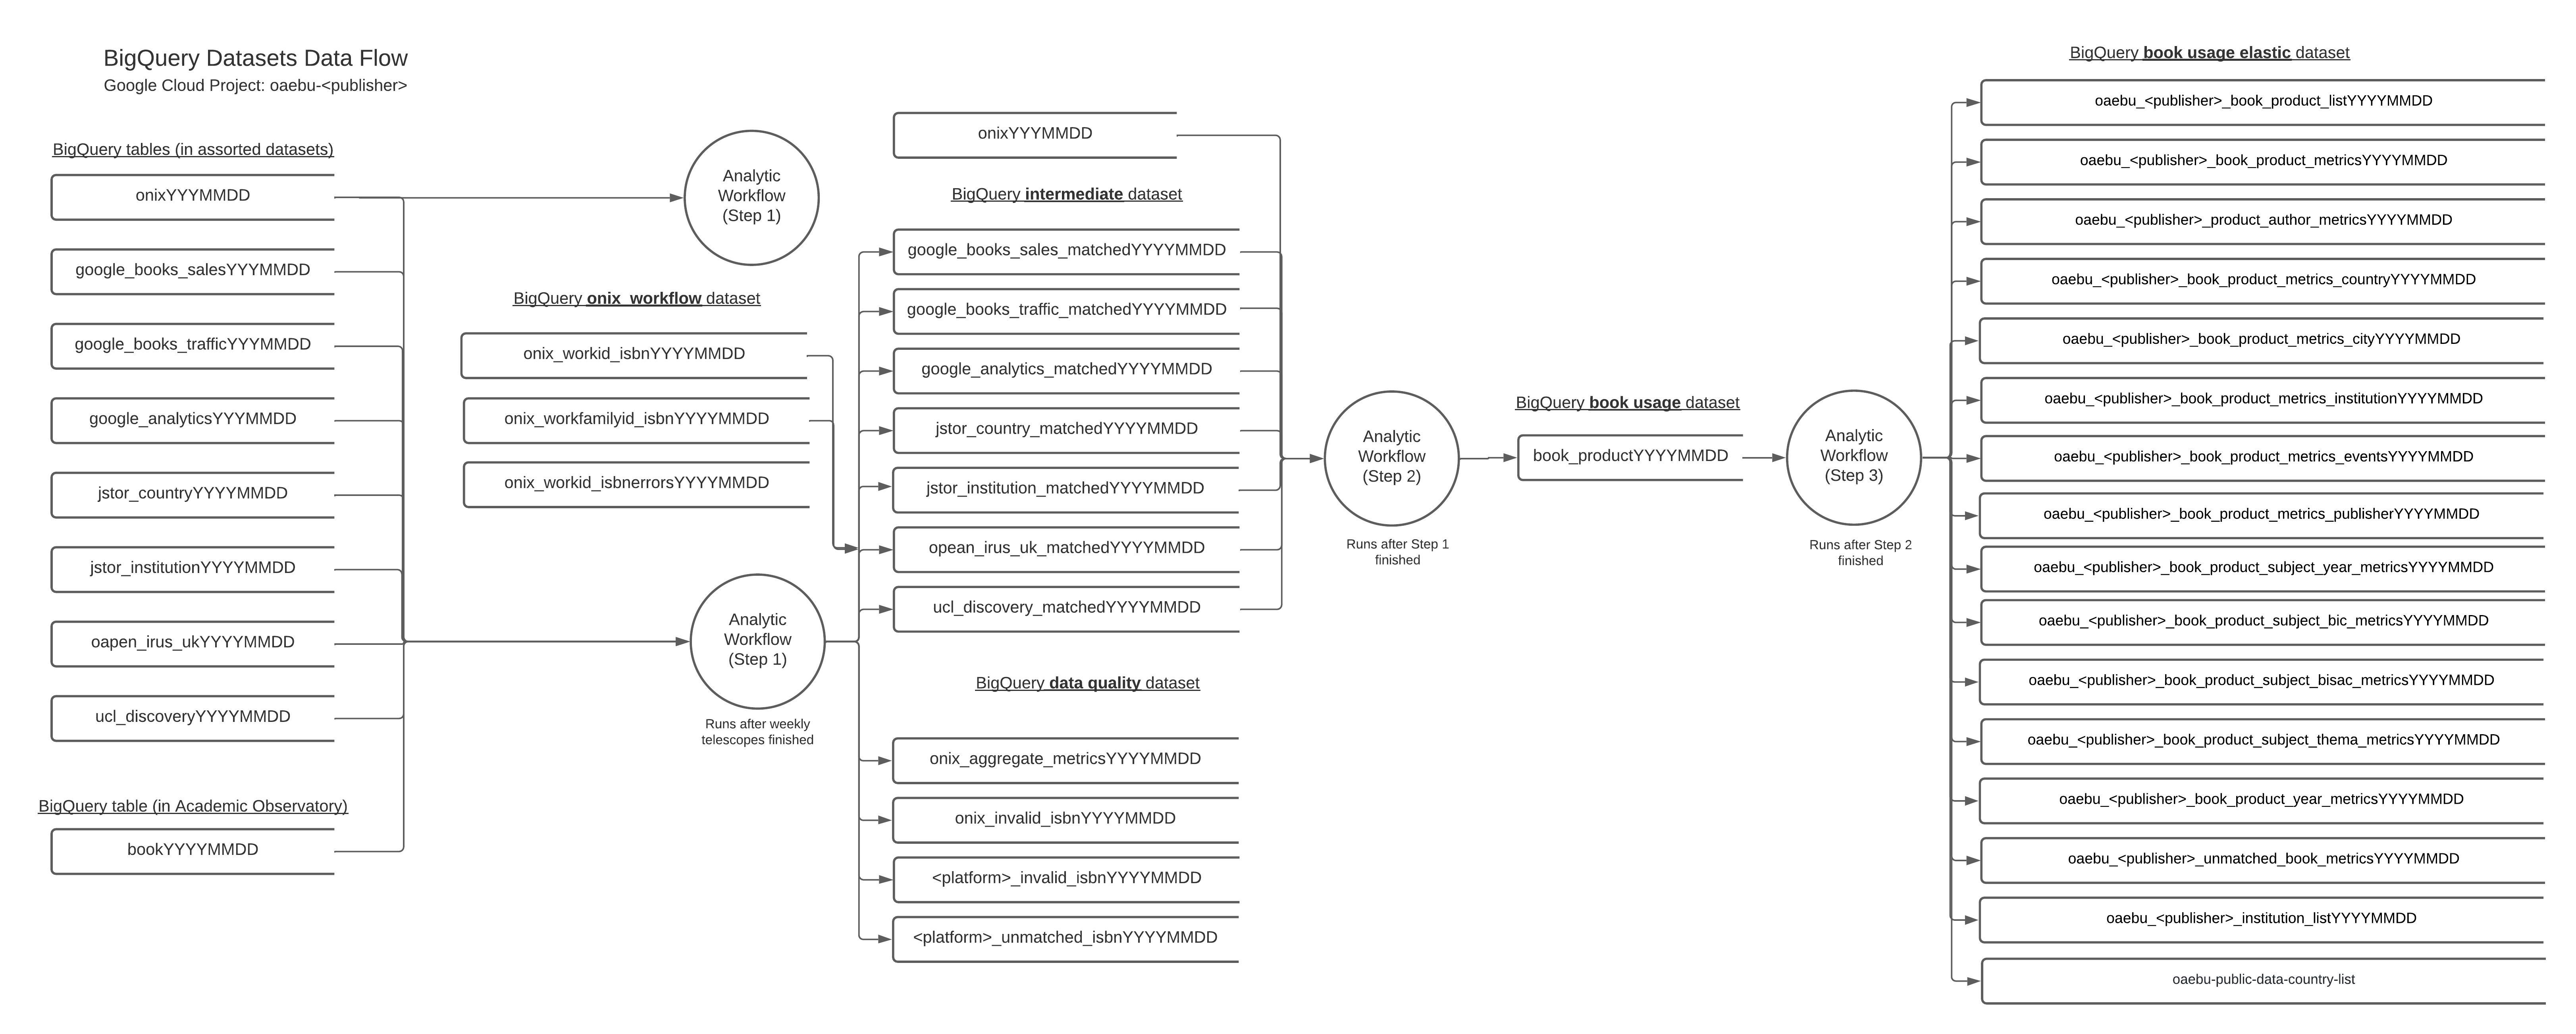 BigQuery Datasets Data Flow
Google Cloud Project: oaebu-<publisher>
BigQuery tables (in assorted datasets)
onixYYYMMDD
google_books_salesYYYMMDD
google_books_trafficYYYMMDD
google_analyticsYYYMMDD
jstor_countryYYYYMMDD
jstor_institutionYYYYMMDD
oapen_irus_ukYYYYMMDD
ucl_discoveryYYYYMMDD
BigQuery table (in Academic Observatory)
bookYYYYMMDD
Analytic
Workflow
(Step 1)
BigQuery onix_workflow dataset
onix_workid_isbnYYYYMMDD
onix_workfamilyid_isbnYYYYMMDD
onix_workid_isbnerrorsYYYYMMDD
Analytic
Workflow
(Step 1)
Runs after weekly
telescopes finished
onixYYYMMDD
BigQuery intermediate dataset
google_books_sales_matchedYYYYMMDD
google_books_traffic_matchedYYYYMMDD
google_analytics_matchedYYYYMMDD
jstor_country_matchedYYYYMMDD
jstor_institution_matchedYYYYMMDD
opean_irus_uk_matchedYYYYMMDD
ucl_discovery_matchedYYYYMMDD
BigQuery data quality dataset
onix_aggregate_metricsYYYYMMDD
onix_invalid_isbnYYYYMMDD
<platform>_invalid_isbnYYYYMMDD
<platform>_unmatched_isbnYYYYMMDD
Analytic
Workflow
(Step 2)
Runs after Step 1
finished
BigQuery book usage dataset
book_productYYYYMMDD
Analytic
Workflow
(Step 3)
Runs after Step 2
finished
BigQuery book usage elastic dataset
oaebu_<publisher>_book_product_listYYYYMMDD
oaebu_<publisher>_book_product_metricsYYYYMMDD
oaebu_<publisher>_product_author_metricsYYYYMMDD
oaebu_<publisher>_book_product_metrics_countryYYYYMMDD
oaebu_<publisher>_book_product_metrics_cityYYYYMMDD
oaebu_<publisher>_book_product_metrics_institutionYYYYMMDD
oaebu_<publisher>_book_product_metrics_eventsYYYYMMDD
oaebu_<publisher>_book_product_metrics_publisherYYYYMMDD
oaebu_<publisher>_book_product_subject_year_metricsYYYYMMDD
oaebu_<publisher>_book_product_subject_bic_metricsYYYYMMDD
oaebu_<publisher>_book_product_subject_bisac_metricsYYYYMMDD
oaebu_<publisher>_book_product_subject_thema_metricsYYYYMMDD
oaebu_<publisher>_book_product_year_metricsYYYYMMDD
oaebu_<publisher>_unmatched_book_metricsYYYYMMDD
oaebu_<publisher>_institution_listYYYYMMDD
oaebu-public-data-country-list